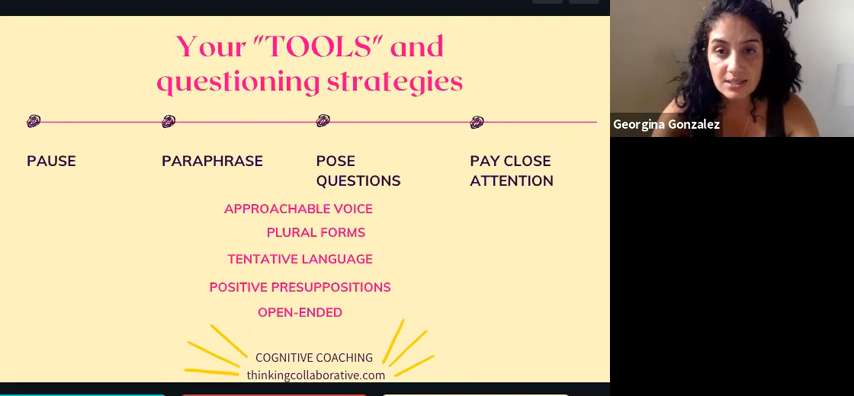 Your "TOOLS" and
questioning strategies
PAUSE
PARAPHRASE
POSE
QUESTIONS
PAY CLOSE
ATTENTION
APPROACHABLE VOICE
PLURAL FORMS
TENTATIVE LANGUAGE
POSITIVE PRESUPPOSITIONS
OPEN-ENDED
COGNITIVE COACHING
thinkingcollaborative.com
Georgina Gonzalez